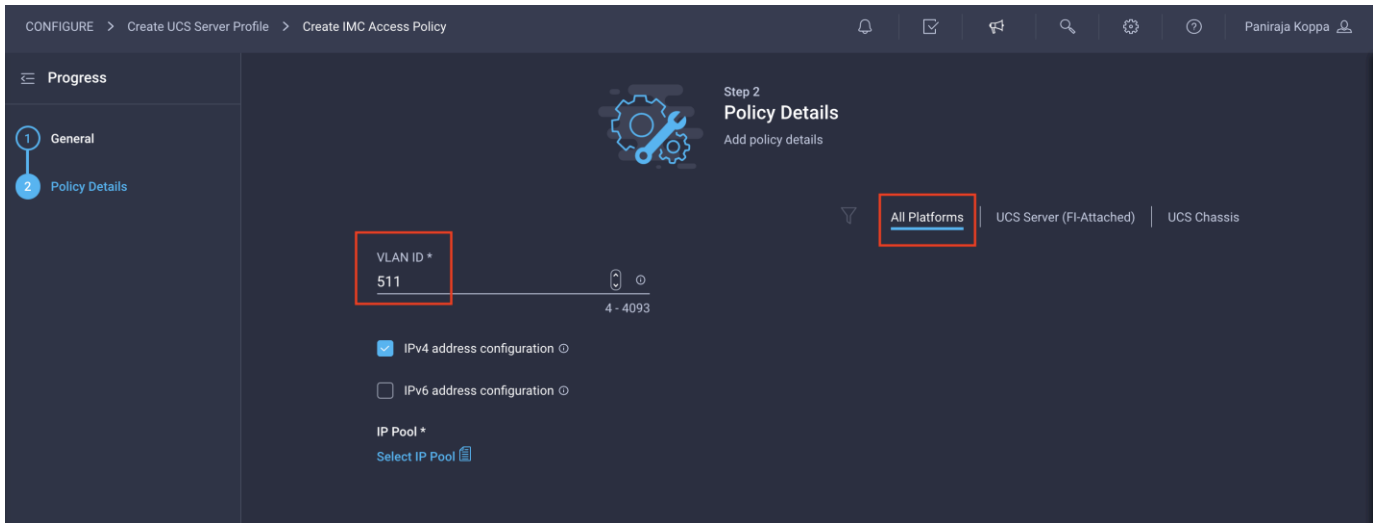 CONFIGURE > Create UCS Server Profile > Create IMC Access Policy
Paniraja Koppa
Progress
1 General
2 Policy Details
Step 2
Policy Details
Add policy details
All Platforms | UCS Server (FI-Attached) | UCS Chassis
VLAN ID *
511
4 - 4093
IPv4 address configuration
IPv6 address configuration
IP Pool *
Select IP Pool